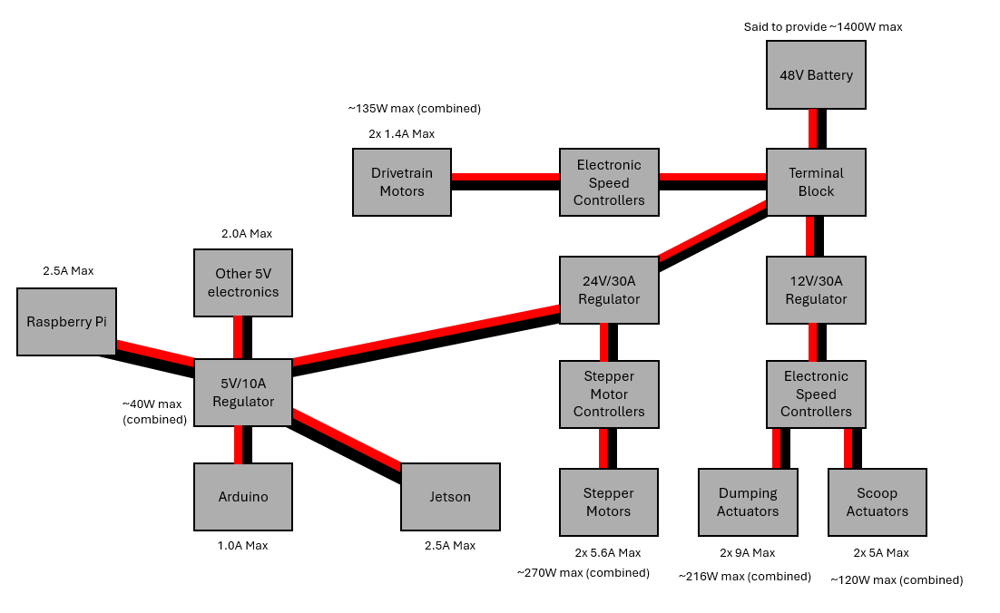 Said to provide ~1400W max
48V Battery
~135W max (combined)
2x 1.4A Max
Drivetrain
Motors
Electronic
Speed
Controllers
Terminal
Block
2.0A Max
Other 5V
electronics
2.5A Max
Raspberry Pi
24V/30A
Regulator
12V/30A
Regulator
5V/10A
Regulator
~40W max
(combined)
Stepper
Motor
Controllers
Electronic
Speed
Controllers
Arduino
1.0A Max
Jetson
2.5A Max
Stepper
Motors
2x 5.6A Max
~270W max (combined)
Dumping
Actuators
2x 9A Max
~216W max (combined)
Scoop
Actuators
2x 5A Max
~120W max (combined)